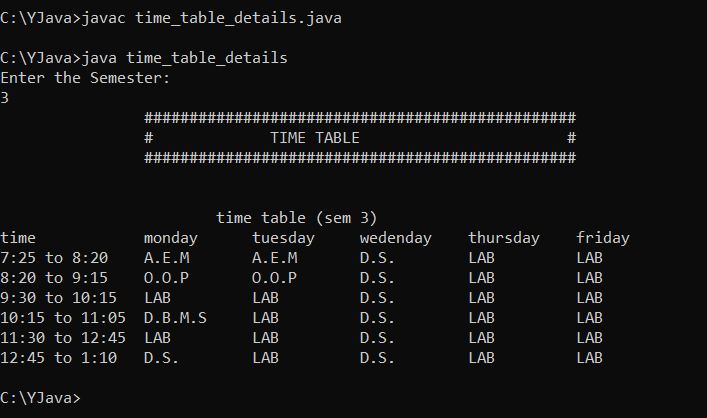 C:\YJava>javac time_table_details.java
C:\YJava>java time_table_details
Enter the Semester:
3
################################################
#             TIME TABLE                       #
################################################
time table (sem 3)
time            monday      tuesday     wedenday    thursday    friday
7:25 to 8:20    A.E.M       A.E.M       D.S.        LAB         LAB
8:20 to 9:15    O.O.P       O.O.P       D.S.        LAB         LAB
9:30 to 10:15   LAB         LAB         D.S.        LAB         LAB
10:15 to 11:05  D.B.M.S     LAB         D.S.        LAB         LAB
11:30 to 12:45  LAB         LAB         D.S.        LAB         LAB
12:45 to 1:10   D.S.        LAB         D.S.        LAB         LAB
C:\YJava>